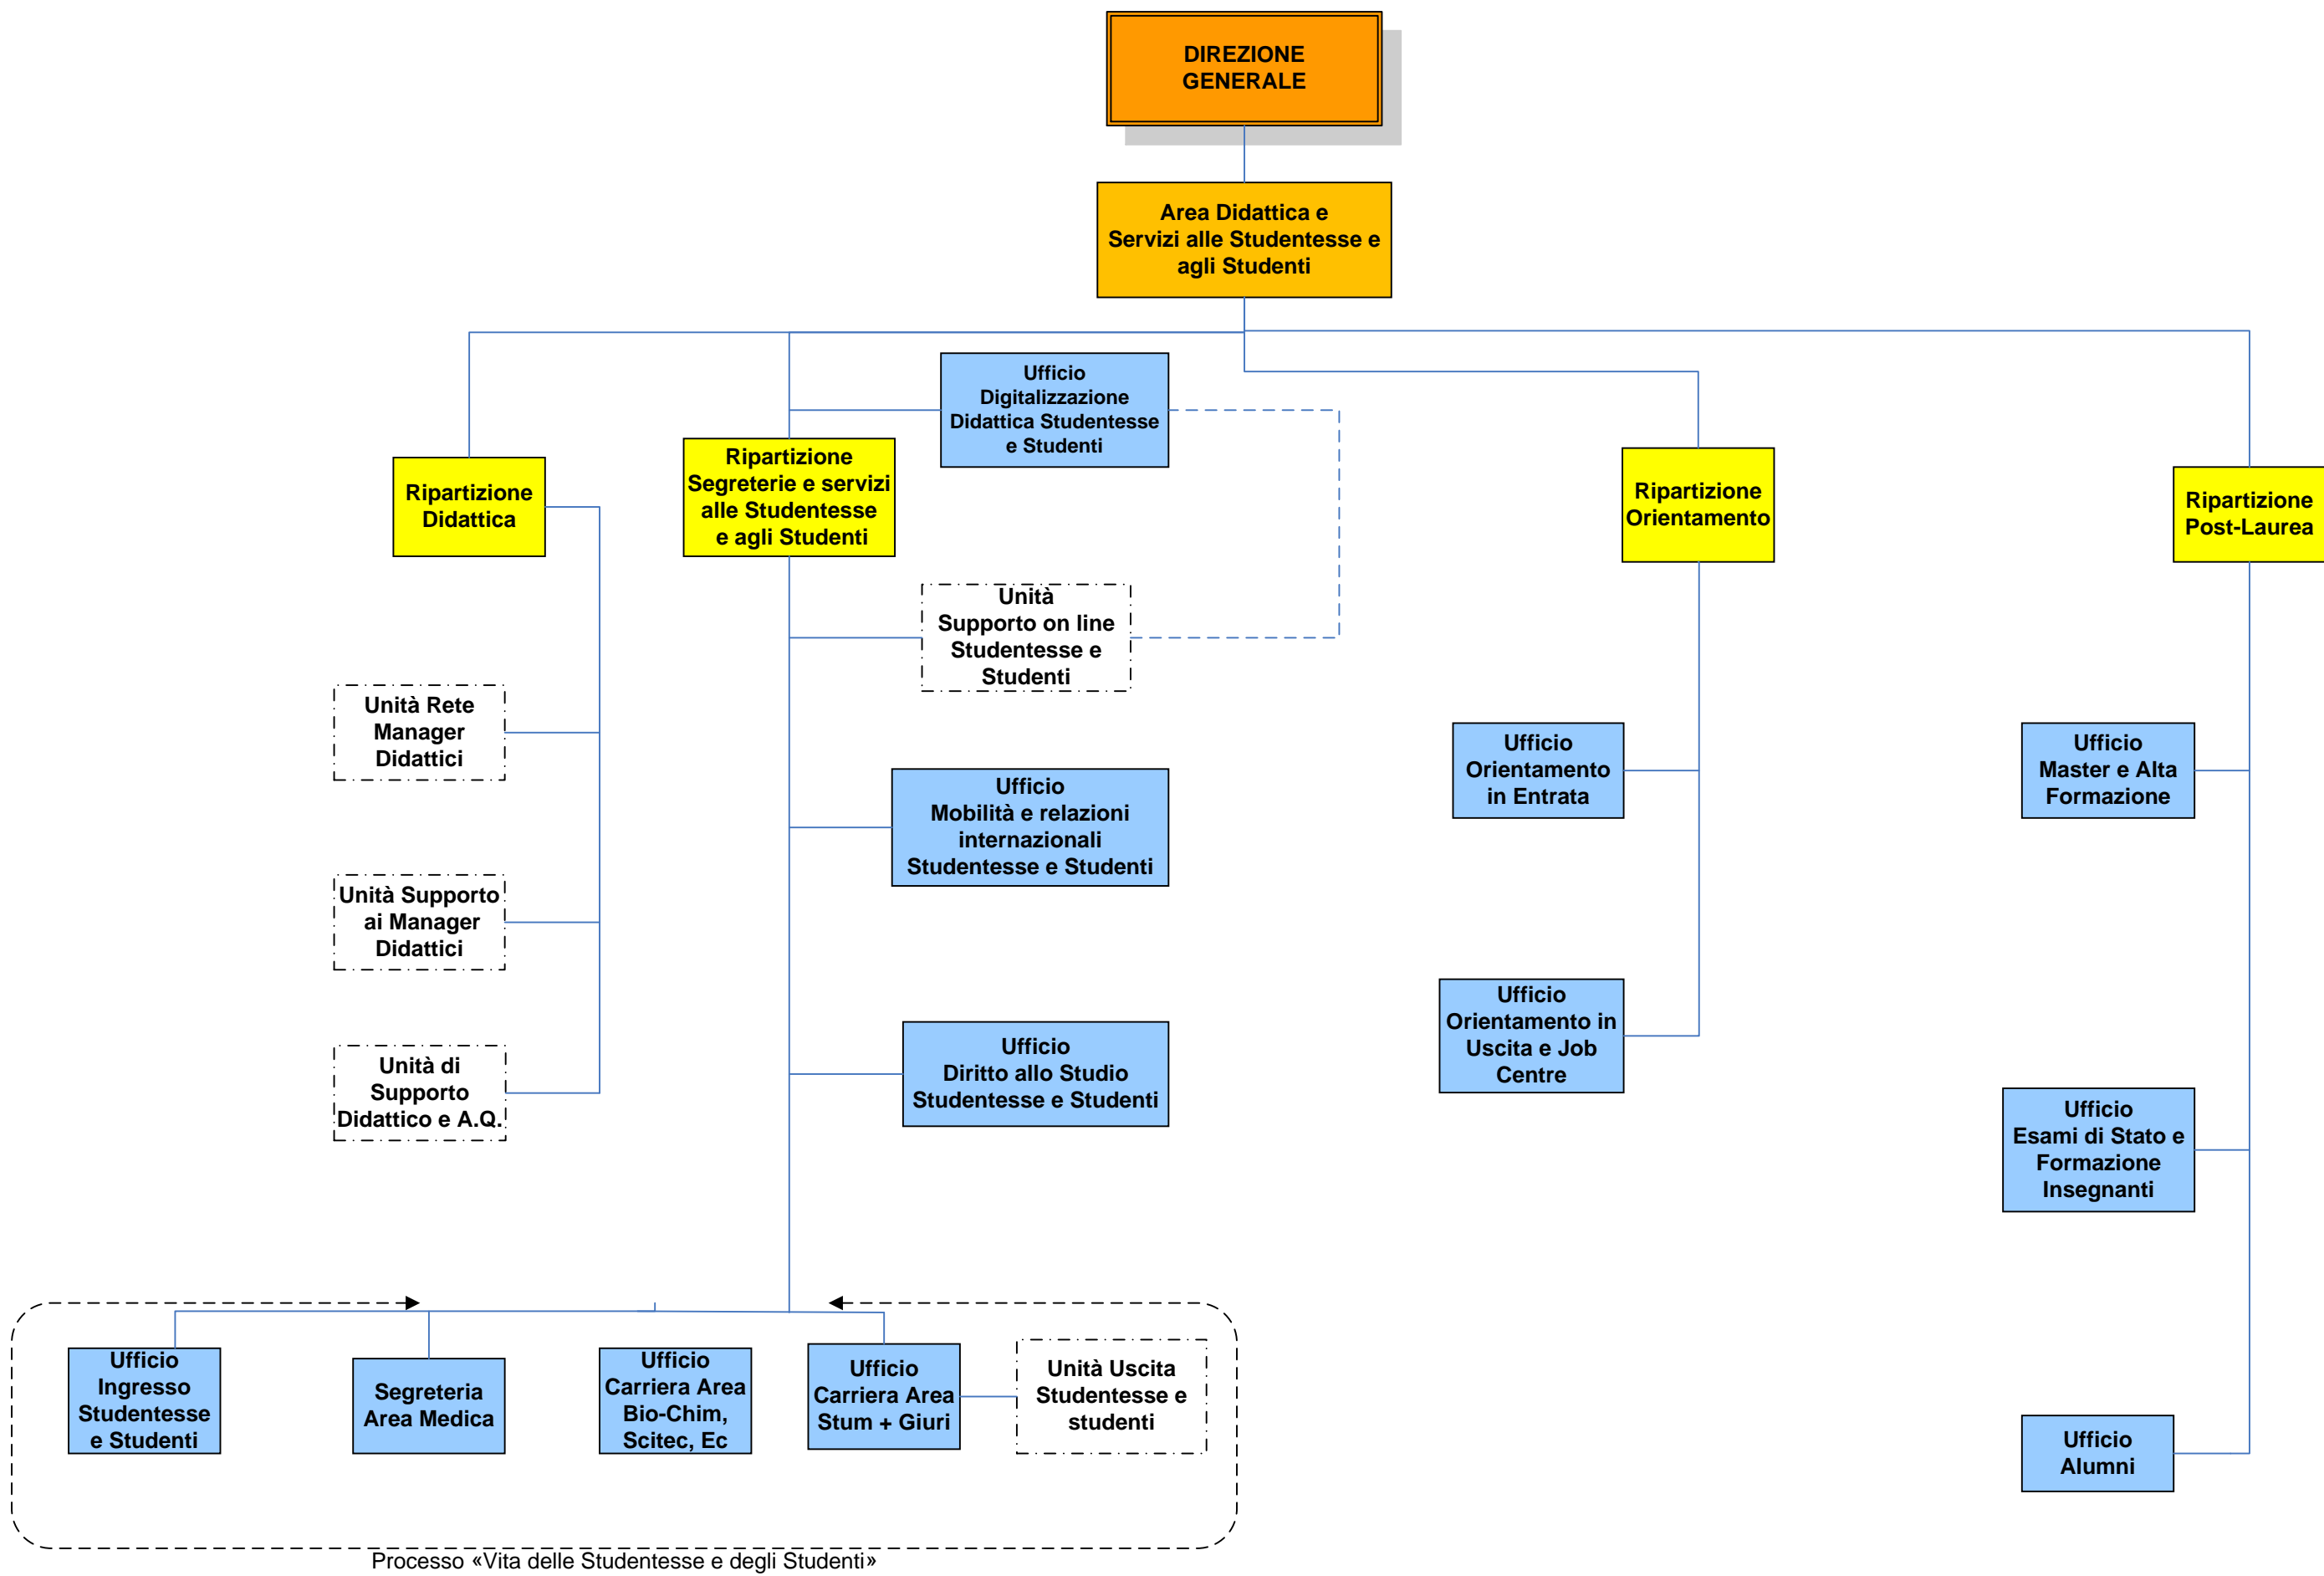 DIREZIONE
GENERALE
Area Didattica e
Servizi alle Studentesse e
agli Studenti
Ufficio
Digitalizzazione
Didattica Studentesse
e Studenti
Ripartizione
Didattica
Ripartizione
Segreterie e servizi
alle Studentesse
e agli Studenti
Ripartizione
Orientamento
Ripartizione
Post-Laurea
Unità
Supporto on line
Studentesse e
Studenti
Unità Rete
Manager
Didattici
Ufficio
Mobilità e relazioni
internazionali
Studentesse e Studenti
Ufficio
Orientamento
in Entrata
Ufficio
Master e Alta
Formazione
Unità Supporto
ai Manager
Didattici
Ufficio
Orientamento in
Uscita e Job
Centre
Unità di
Supporto
Didattico e A.Q.
Ufficio
Diritto allo Studio
Studentesse e Studenti
Ufficio
Esami di Stato e
Formazione
Insegnanti
Ufficio
Ingresso
Studentesse
e Studenti
Segreteria
Area Medica
Ufficio
Carriera Area
Bio-Chim,
Scitec, Ec
Ufficio
Carriera Area
Stum + Giuri
Unità Uscita
Studentesse e
studenti
Ufficio
Alumni
Processo «Vita delle Studentesse e degli Studenti»